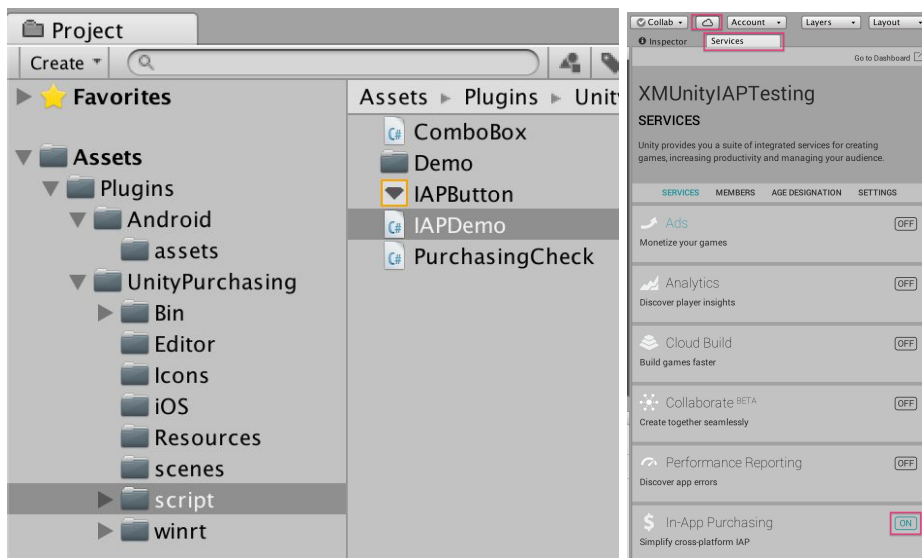 Project
Create
Favorites
Assets
Plugins
Android
assets
UnityPurchasing
Bin
Editor
Icons
iOS
Resources
scenes
script
winrt
Assets Plugins
C# ComboBox
Demo
IAPButton
C# IAPDemo
C# PurchasingCheck
Collab Account Layers Layout
Inspector Services
Go to Dashboard
XMUnityIAPTesting
SERVICES
Unity provides you a suite of integrated services for creating
games, increasing productivity and managing your audience.
SERVICES MEMBERS AGE DESIGNATION SETTINGS
Ads OFF
Monetize your games
Analytics OFF
Discover player insights
Cloud Build OFF
Build games faster
Collaborate BETA OFF
Create together seamlessly
Performance Reporting OFF
Discover app errors
$ In-App Purchasing ON
Simplify cross-platform IAP